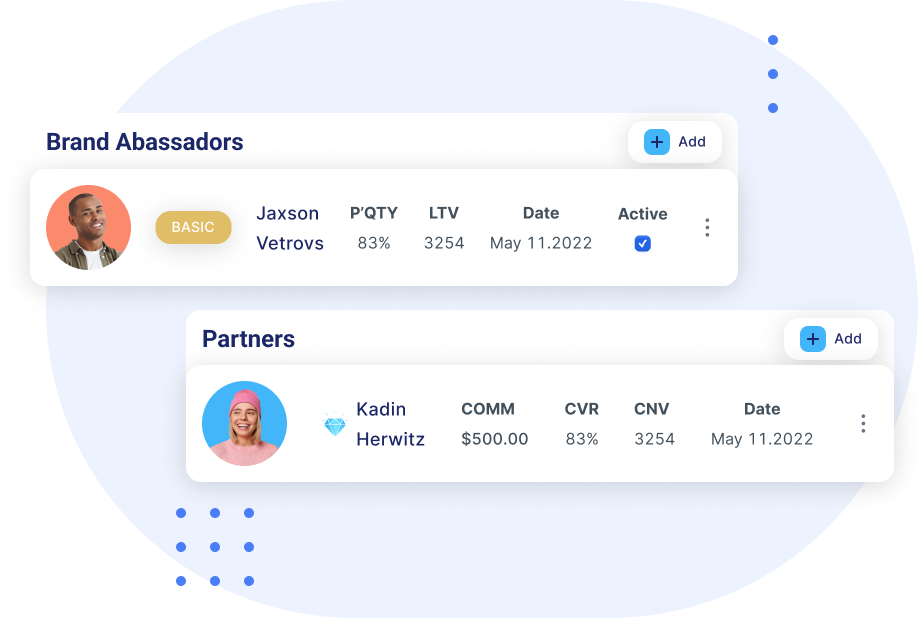 Brand Abassadors
Add
BASIC
Jaxson
Vetrovs
P'QTY
83%
LTV
3254
Date
May 11.2022
Active
Partners
Add
Kadin
Herwitz
COMM
$500.00
CVR
83%
CNV
3254
Date
May 11.2022